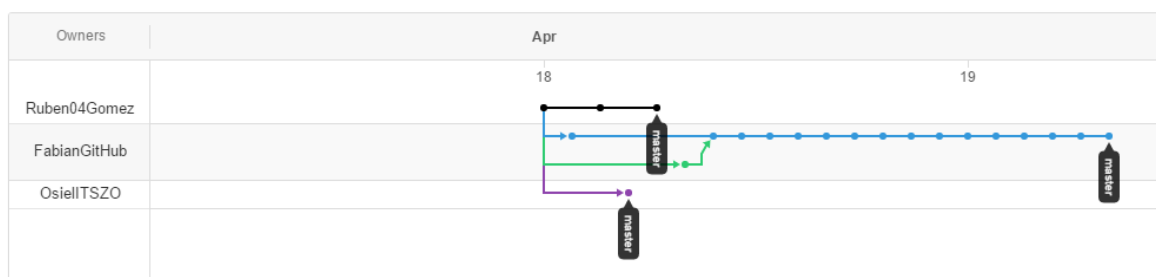 Owners
Apr
18 19
Ruben04Gomez
master
FabianGitHub
master
OsielITSZO
master